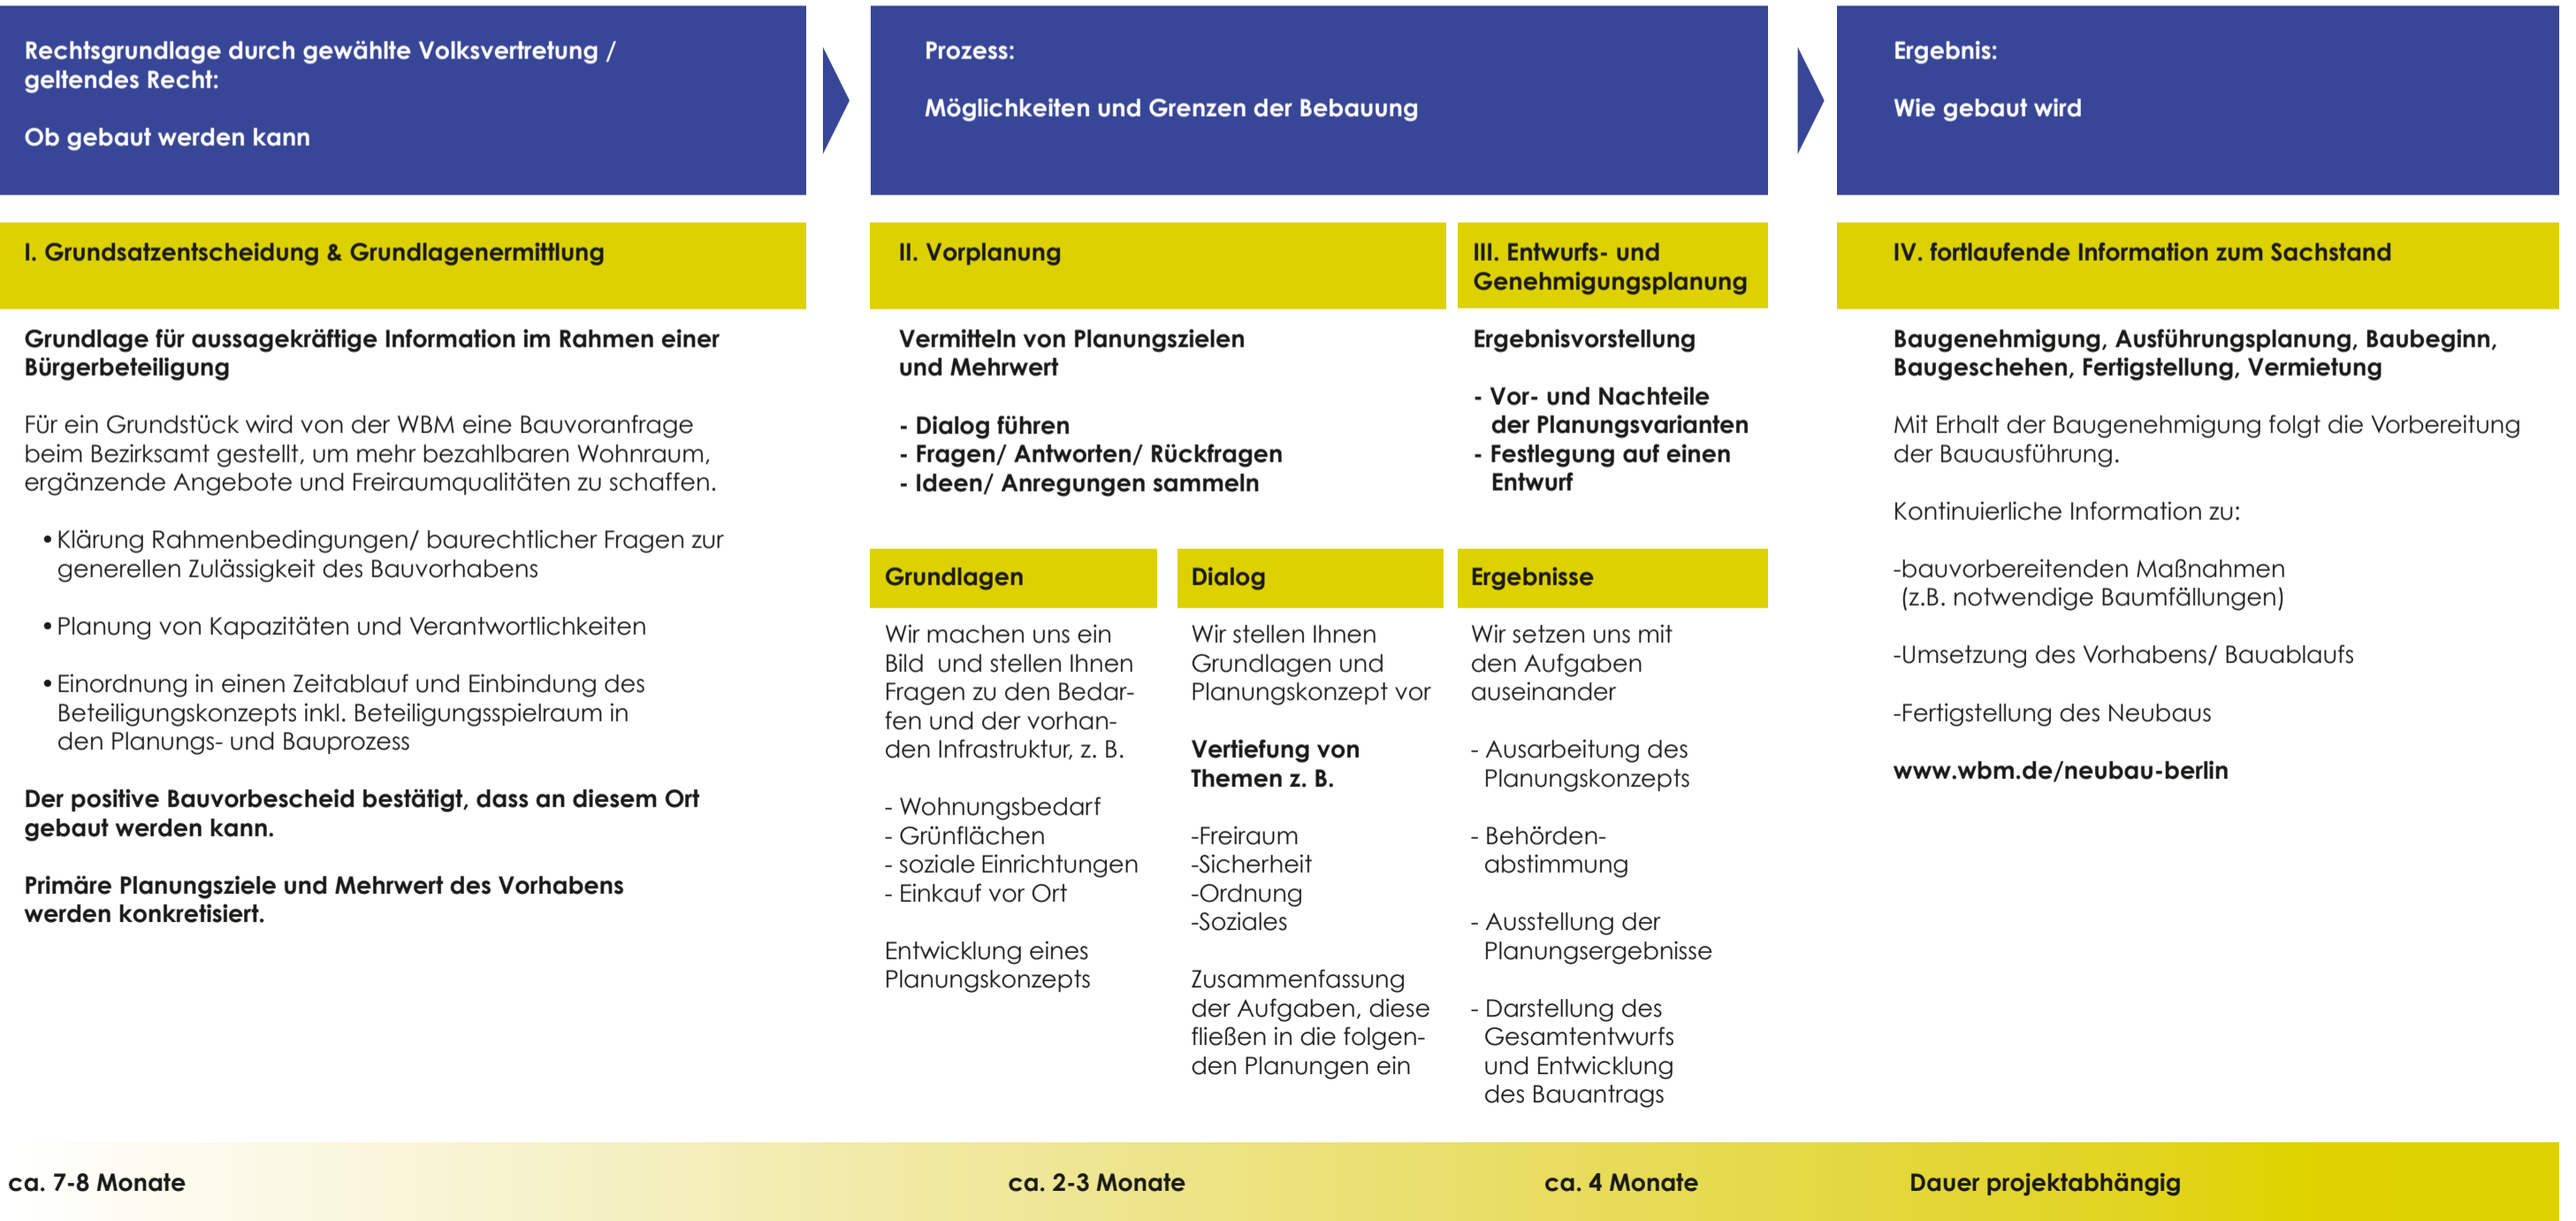 Rechtsgrundlage durch gewählte Volksvertretung /
geltendes Recht:
Ob gebaut werden kann
Prozess:
Möglichkeiten und Grenzen der Bebauung
Ergebnis:
Wie gebaut wird
I. Grundsatzentscheidung & Grundlagenermittlung
Grundlage für aussagekräftige Information im Rahmen einer
Bürgerbeteiligung
Für ein Grundstück wird von der WBM eine Bauvoranfrage
beim Bezirksamt gestellt, um mehr bezahlbaren Wohnraum,
ergänzende Angebote und Freiraumqualitäten zu schaffen.
• Klärung Rahmenbedingungen/ baurechtlicher Fragen zur
generellen Zulässigkeit des Bauvorhabens
• Planung von Kapazitäten und Verantwortlichkeiten
• Einordnung in einen Zeitablauf und Einbindung des
Beteiligungskonzepts inkl. Beteiligungsspielraum in
den Planungs- und Bauprozess
Der positive Bauvorbescheid bestätigt, dass an diesem Ort
gebaut werden kann.
Primäre Planungsziele und Mehrwert des Vorhabens
werden konkretisiert.
II. Vorplanung
Vermitteln von Planungszielen
und Mehrwert
- Dialog führen
- Fragen/ Antworten/ Rückfragen
- Ideen/ Anregungen sammeln
III. Entwurfs- und
Genehmigungsplanung
Ergebnisvorstellung
- Vor- und Nachteile
der Planungsvarianten
- Festlegung auf einen
Entwurf
Grundlagen
Wir machen uns ein
Bild und stellen Ihnen
Fragen zu den Bedar-
fen und der vorhan-
den Infrastruktur, z. B.
- Wohnungsbedarf
- Grünflächen
- soziale Einrichtungen
- Einkauf vor Ort
Entwicklung eines
Planungskonzepts
Dialog
Wir stellen Ihnen
Grundlagen und
Planungskonzept vor
Vertiefung von
Themen z. B.
-Freiraum
-Sicherheit
-Ordnung
-Soziales
Zusammenfassung
der Aufgaben, diese
fließen in die folgen-
den Planungen ein
Ergebnisse
Wir setzen uns mit
den Aufgaben
auseinander
- Ausarbeitung des
Planungskonzepts
- Behörden-
abstimmung
- Ausstellung der
Planungsergebnisse
- Darstellung des
Gesamtentwurfs
und Entwicklung
des Bauantrags
IV. fortlaufende Information zum Sachstand
Baugenehmigung, Ausführungsplanung, Baubeginn,
Baugeschehen, Fertigstellung, Vermietung
Mit Erhalt der Baugenehmigung folgt die Vorbereitung
der Bauausführung.
Kontinuierliche Information zu:
-bauvorbereitenden Maßnahmen
(z.B. notwendige Baumfällungen)
-Umsetzung des Vorhabens/ Bauablaufs
-Fertigstellung des Neubaus
www.wbm.de/neubau-berlin
ca. 7-8 Monate
ca. 2-3 Monate
ca. 4 Monate
Dauer projektabhängig